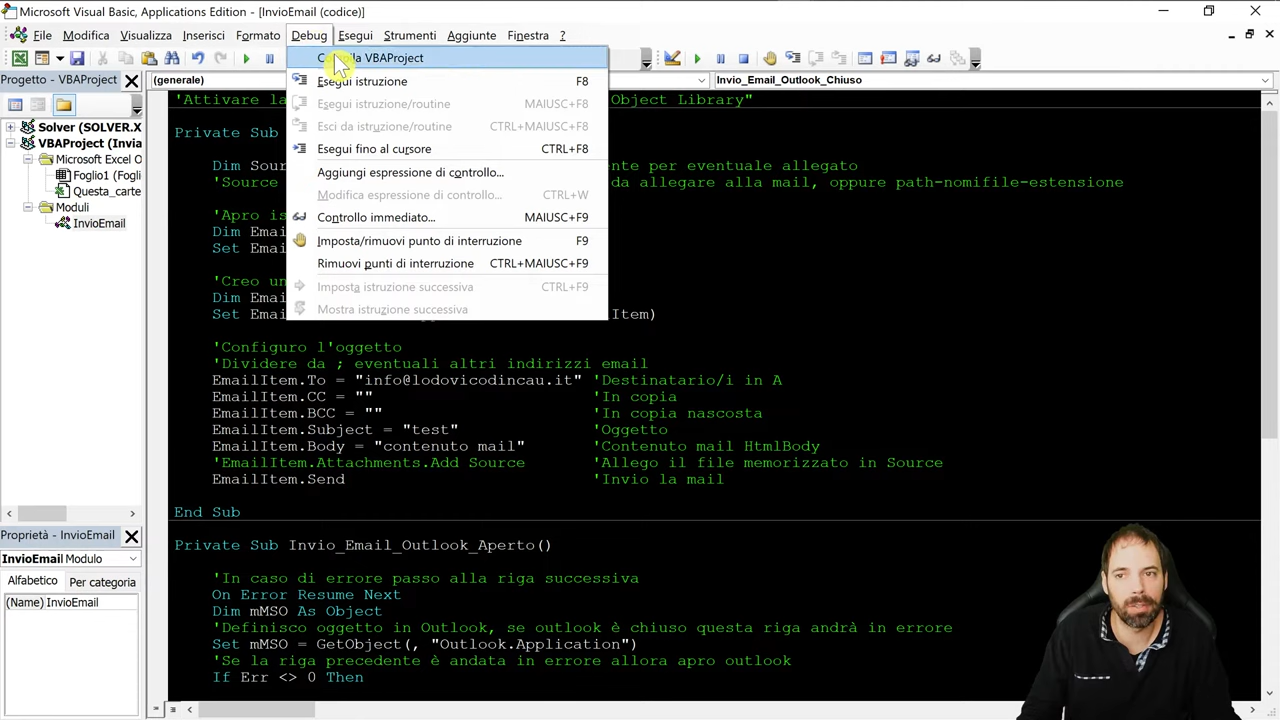 Microsoft Visual Basic, Applications Edition - [InvioEmail (codice)]
File Modifica Visualizza Inserisci Formato Debug Esegui Strumenti Aggiunte Finestra ?
Progetto - VBAProject
(generale)
Invio_Email_Outlook_Chiuso
VBAProject
Esegui istruzione F8
Esegui istruzione/routine MAIUSC+F8
Esci da istruzione/routine CTRL+MAIUSC+F8
Esegui fino al cursore CTRL+F8
Aggiungi espressione di controllo...
Modifica espressione di controllo... CTRL+W
Controllo immediato... MAIUSC+F9
Imposta/rimuovi punto di interruzione F9
Rimuovi punti di interruzione CTRL+MAIUSC+F9
Imposta istruzione successiva CTRL+F9
Mostra istruzione successiva
Solver (SOLVER.X
VBAProject (Invia
Microsoft Excel O
Foglio1 (Fogli
Questa_carte
Moduli
InvioEmail
Proprietà - InvioEmail
InvioEmail Modulo
Alfabetico Per categoria
(Name) InvioEmail
'Attivare la Object Library"
Private Sub
Dim Sour nte per eventuale allegato
'Source da allegare alla mail, oppure path-nomifile-estensione
'Apro is
Dim Emai
Set Emai
'Creo un
Dim Emai
Set Emai Item)
'Configuro l'oggetto
'Dividere da ; eventuali altri indirizzi email
EmailItem.To = "info@lodovicodincau.it" 'Destinatario/i in A
EmailItem.CC = "" 'In copia
EmailItem.BCC = "" 'In copia nascosta
EmailItem.Subject = "test" 'Oggetto
EmailItem.Body = "contenuto mail" 'Contenuto mail HtmlBody
'EmailItem.Attachments.Add Source 'Allego il file memorizzato in Source
EmailItem.Send 'Invio la mail
End Sub
Private Sub Invio_Email_Outlook_Aperto()
'In caso di errore passo alla riga successiva
On Error Resume Next
Dim mMSO As Object
'Definisco oggetto in Outlook, se outlook è chiuso questa riga andrà in errore
Set mMSO = GetObject(, "Outlook.Application")
'Se la riga precedente è andata in errore allora apro outlook
If Err <> 0 Then